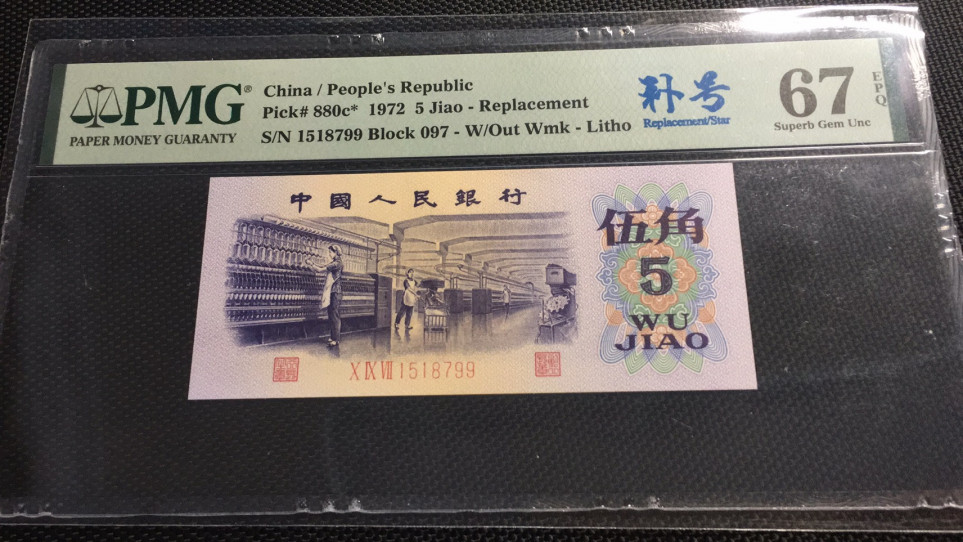 PMG®
PAPER MONEY GUARANTY
China / People's Republic
Pick# 880c* 1972 5 Jiao - Replacement
S/N 1518799 Block 097 - W/Out Wmk - Litho
补号
Replacement/Star
67
EPQ
Superb Gem Unc
中國人民銀行
伍角
5
WU
JIAO
X IX VII 1518799